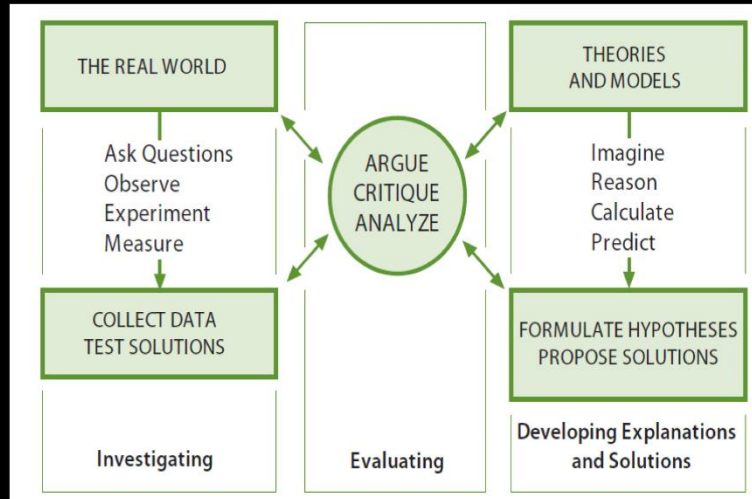 THE REAL WORLD
Ask Questions
Observe
Experiment
Measure
COLLECT DATA
TEST SOLUTIONS
Investigating
ARGUE
CRITIQUE
ANALYZE
Evaluating
THEORIES
AND MODELS
Imagine
Reason
Calculate
Predict
FORMULATE HYPOTHESES
PROPOSE SOLUTIONS
Developing Explanations
and Solutions